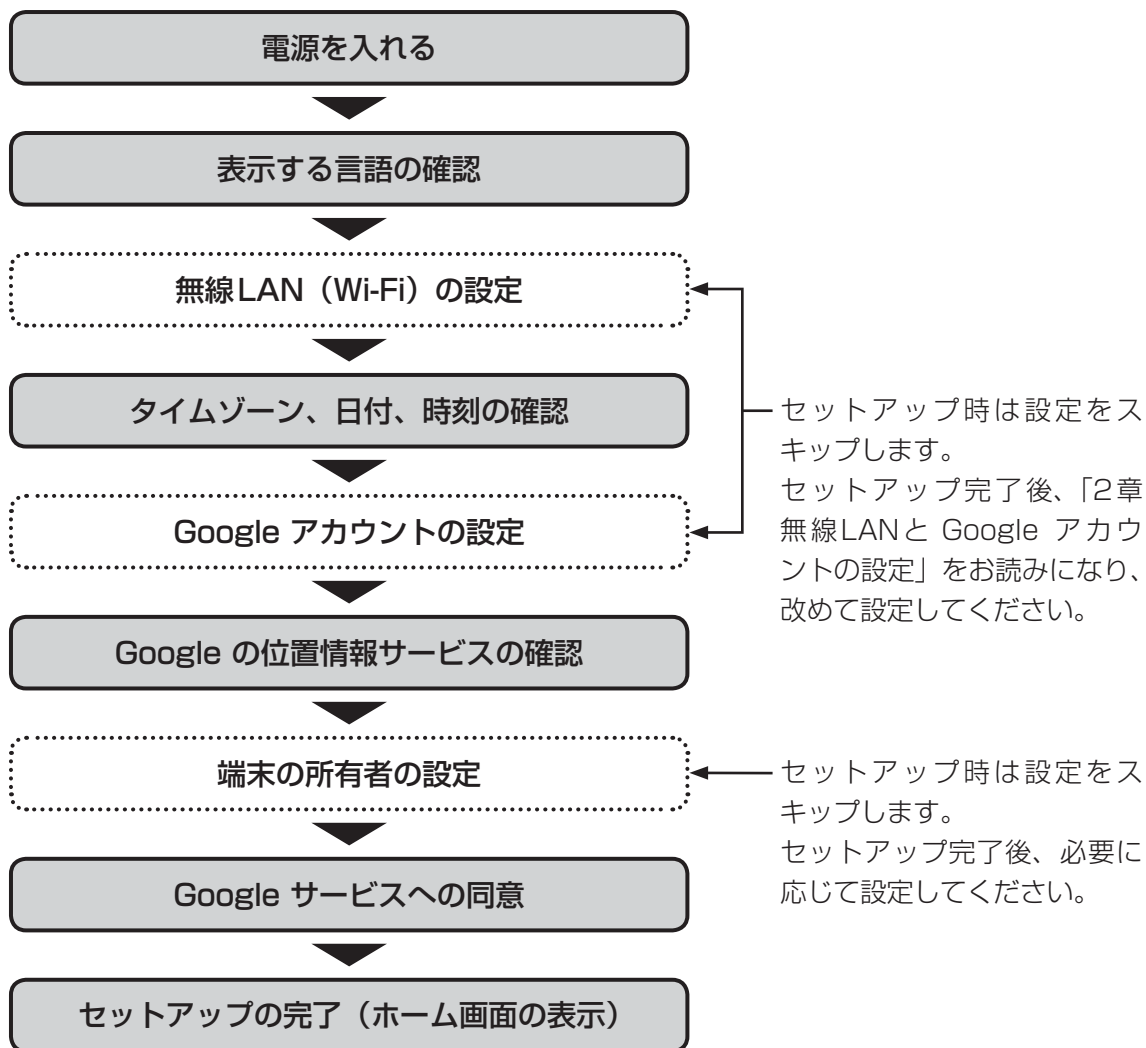 電源を入れる
表示する言語の確認
無線LAN（Wi-Fi）の設定
タイムゾーン、日付、時刻の確認
セットアップ時は設定をス
キップします。
セットアップ完了後、「2章
無線LANと Google アカウ
ントの設定」をお読みになり、
改めて設定してください。
Google アカウントの設定
Google の位置情報サービスの確認
端末の所有者の設定
セットアップ時は設定をス
キップします。
セットアップ完了後、必要に
応じて設定してください。
Google サービスへの同意
セットアップの完了（ホーム画面の表示）